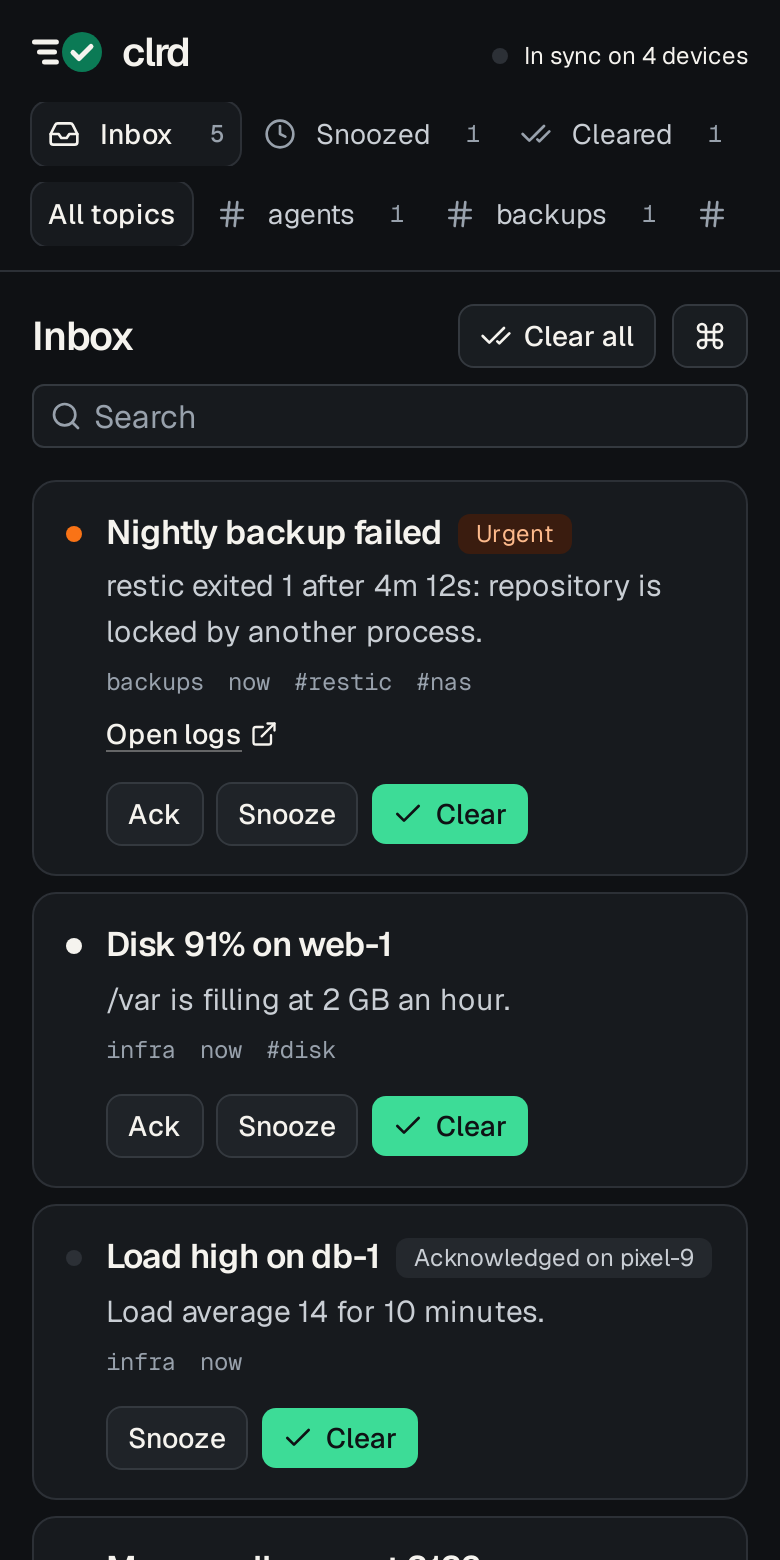 clrd In sync on 4 devices
Inbox 5 Snoozed 1 Cleared 1
All topics # agents 1 # backups 1 #
Inbox Clear all
Search
Nightly backup failed Urgent
restic exited 1 after 4m 12s: repository is
locked by another process.
backups now #restic #nas
Open logs
Ack Snooze Clear
Disk 91% on web-1
/var is filling at 2 GB an hour.
infra now #disk
Ack Snooze Clear
Load high on db-1 Acknowledged on pixel-9
Load average 14 for 10 minutes.
infra now
Snooze Clear